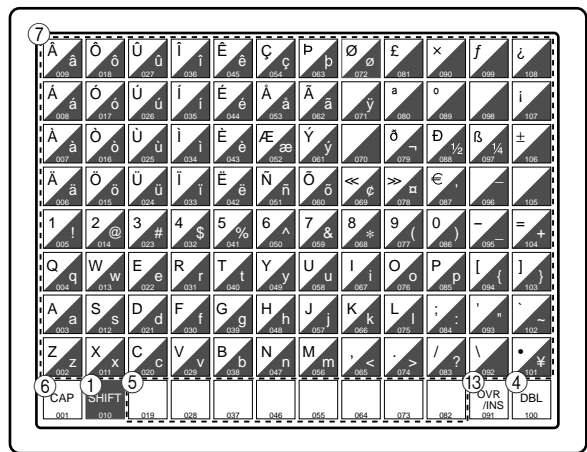 ⑦
Â â 009 Ô ô 018 Û û 027 Î î 036 Ê ê 045 Ç ç 054 Þ þ 063 Ø ø 072 £ 081 × 090 ƒ 099 ¿ 108
Á á 008 Ó ó 017 Ú ú 026 Í í 035 É é 044 Å å 053 Ã ã 062 ÿ 071 ª 080 º 089 098 ¡ 107
À à 007 Ò ò 016 Ù ù 025 Ì ì 034 È è 043 Æ æ 052 Ý ý 061 070 ð ¬ 079 Ð ½ 088 ß ¼ 097 ± 106
Ä ä 006 Ö ö 015 Ü ü 024 Ï ï 033 Ë ë 042 Ñ ñ 051 Õ õ 060 ≪ ¢ 069 ≫ ¤ 078 € ' 087 _ 096 105
1 ! 005 2 @ 014 3 # 023 4 $ 032 5 % 041 6 ^ 050 7 & 059 8 * 068 9 ( 077 0 ) 086 - _ 095 = + 104
Q q 004 W w 013 E e 022 R r 031 T t 040 Y y 049 U u 058 I i 067 O o 076 P p 085 [ { 094 ] } 103
A a 003 S s 012 D d 021 F f 030 G g 039 H h 048 J j 057 K k 066 L l 075 ; : 084 ' " 093 ` ~ 102
Z z 002 X x 011 C c 020 V v 029 B b 038 N n 047 M m 056 , < 065 . > 074 / ? 083 \ 092 • ¥ 101
⑥ ① ⑤ ⑬ ④
CAP 001 SHIFT 010 019 028 037 046 055 064 073 082 OVR /INS 091 DBL 100